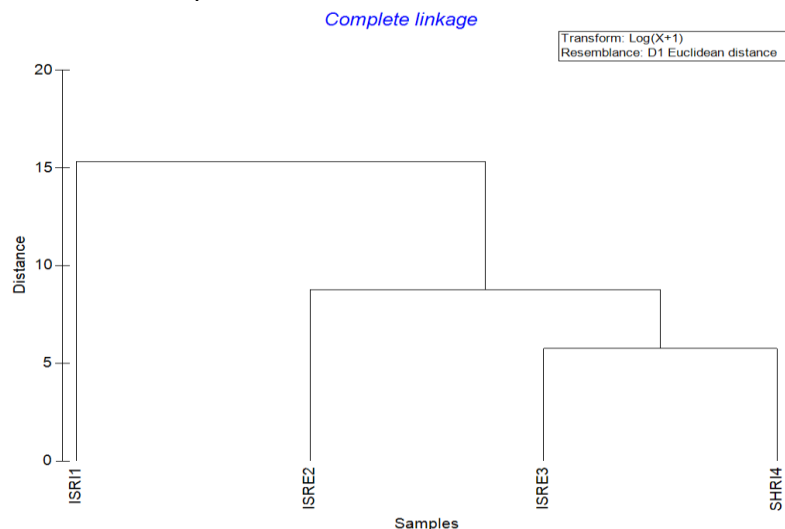 Complete linkage
Transform: Log(X+1)
Resemblance: D1 Euclidean distance
20
15
10
5
0
Distance
ISRI1
ISRE2
ISRE3
SHRI4
Samples